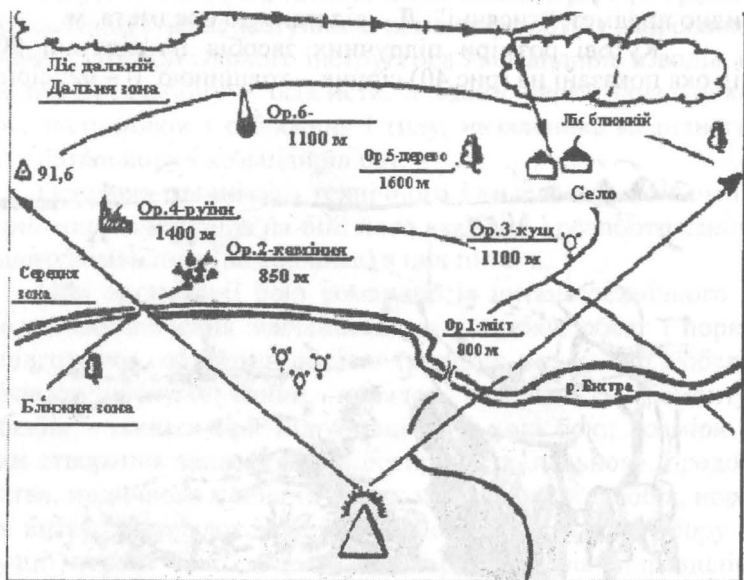 Ліс дальній
Дальня зона
Ор.6-
1100 м
Ліс ближній
Ор 5-дерево
1600 м
91,6
Село
Ор.4-руїни
1400 м
Ор.3-кущ
1100 м
Ор.2-каміння
850 м
Середня
зона
Ор 1-міст
800 м
р. Бистра
Ближня зона